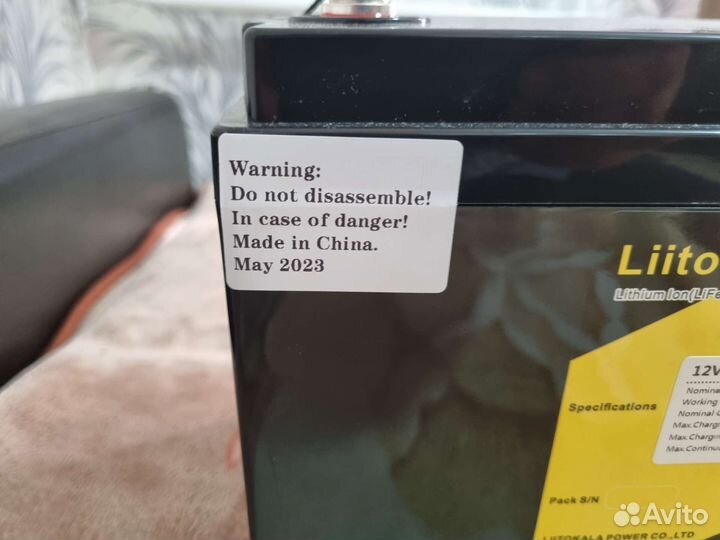 Warning:
Do not disassemble!
In case of danger!
Made in China.
May 2023
Liito
Lithium Ion(LiFe
12V
Nomina
Working
Nominal
Max.Chargi
Max.Chargin
Max.Continu
Specifications
Pack S/N
LIITOKALA POWER CO.,LTD
Avito